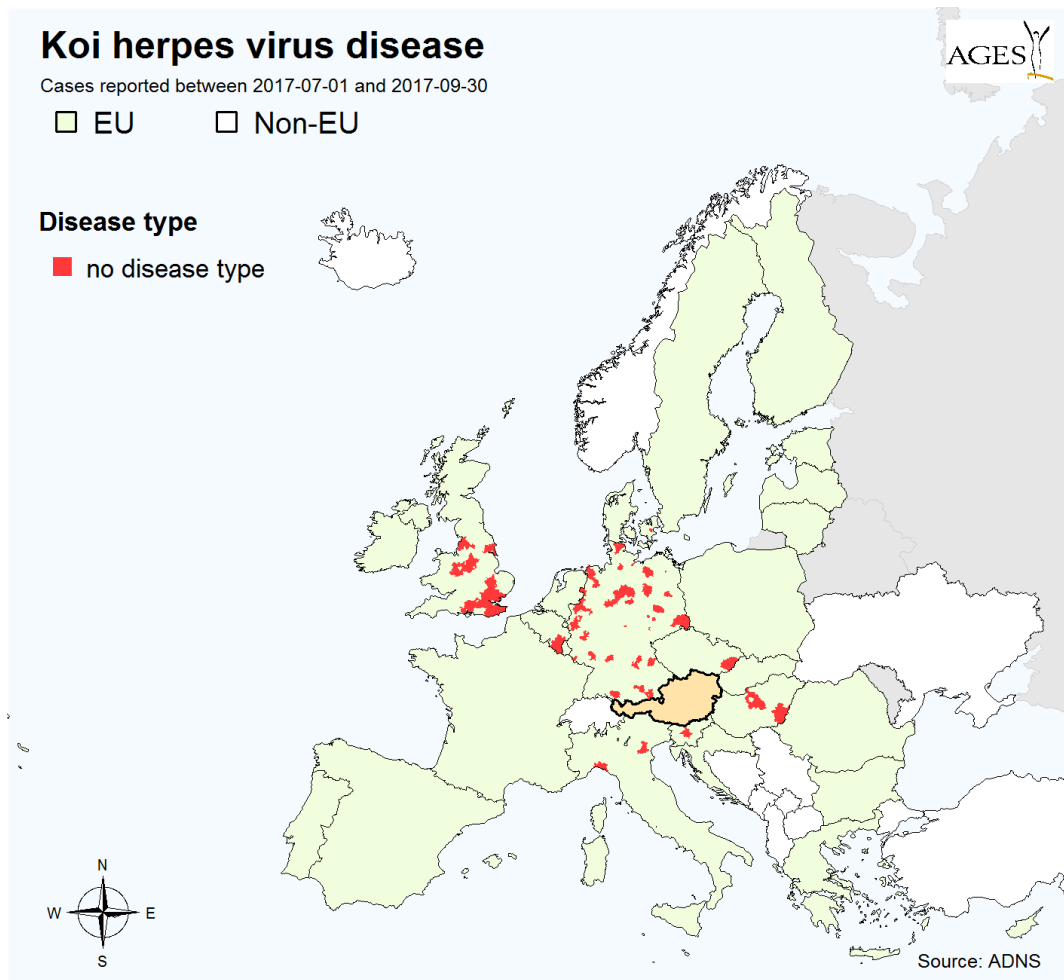 Koi herpes virus disease
Cases reported between 2017-07-01 and 2017-09-30
EU Non-EU
AGES
Disease type
no disease type
N
W E
S
Source: ADNS